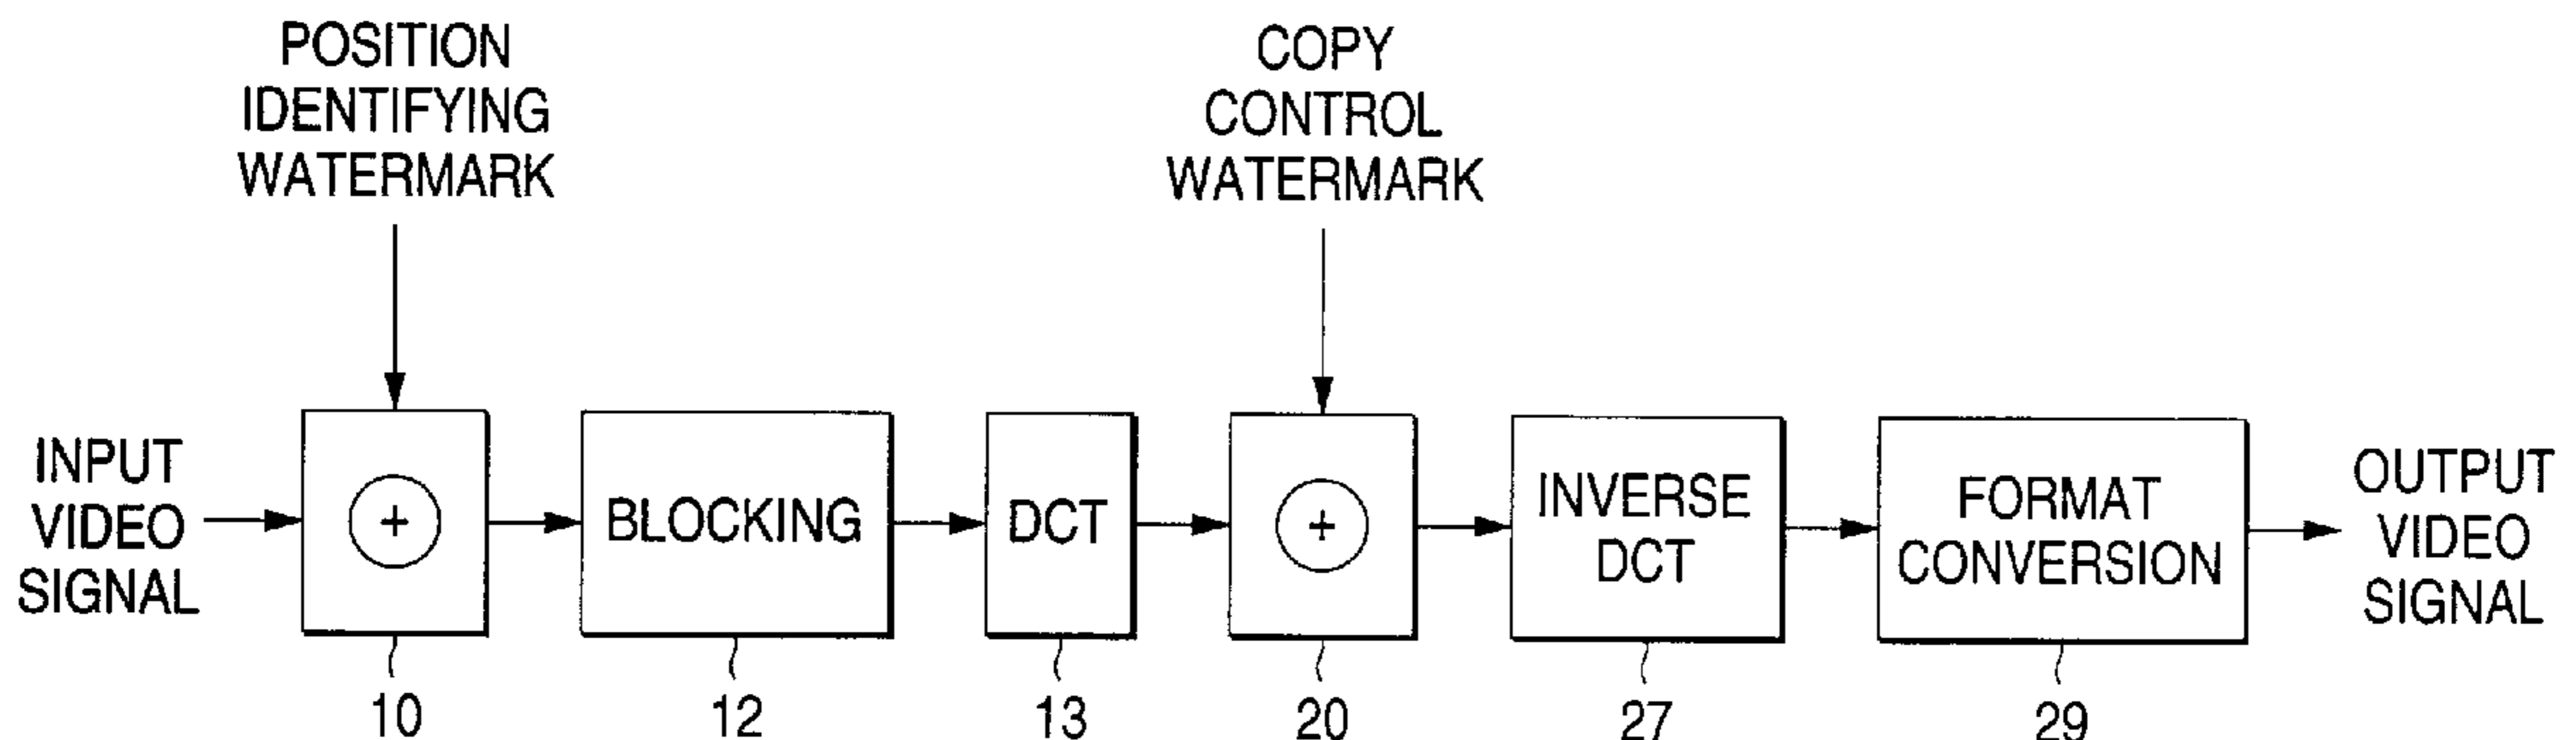 POSITION
IDENTIFYING
WATERMARK
COPY
CONTROL
WATERMARK
INPUT
VIDEO
SIGNAL
+
BLOCKING
DCT
+
INVERSE
DCT
FORMAT
CONVERSION
OUTPUT
VIDEO
SIGNAL
10
12
13
20
27
29